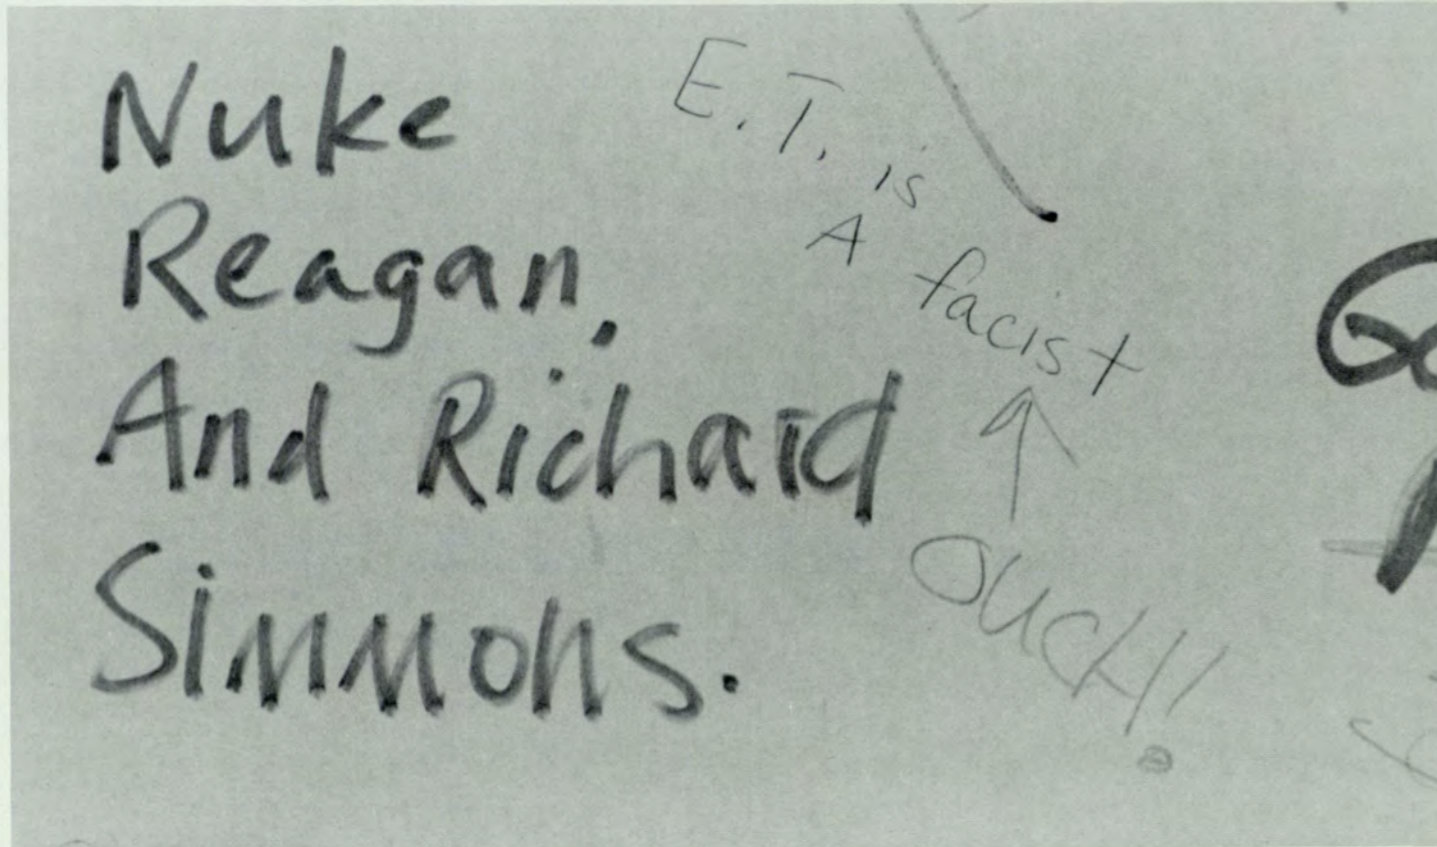 Nuke
Reagan,
And Richard
Simmons.
E.T. is
A facist
OUCH!